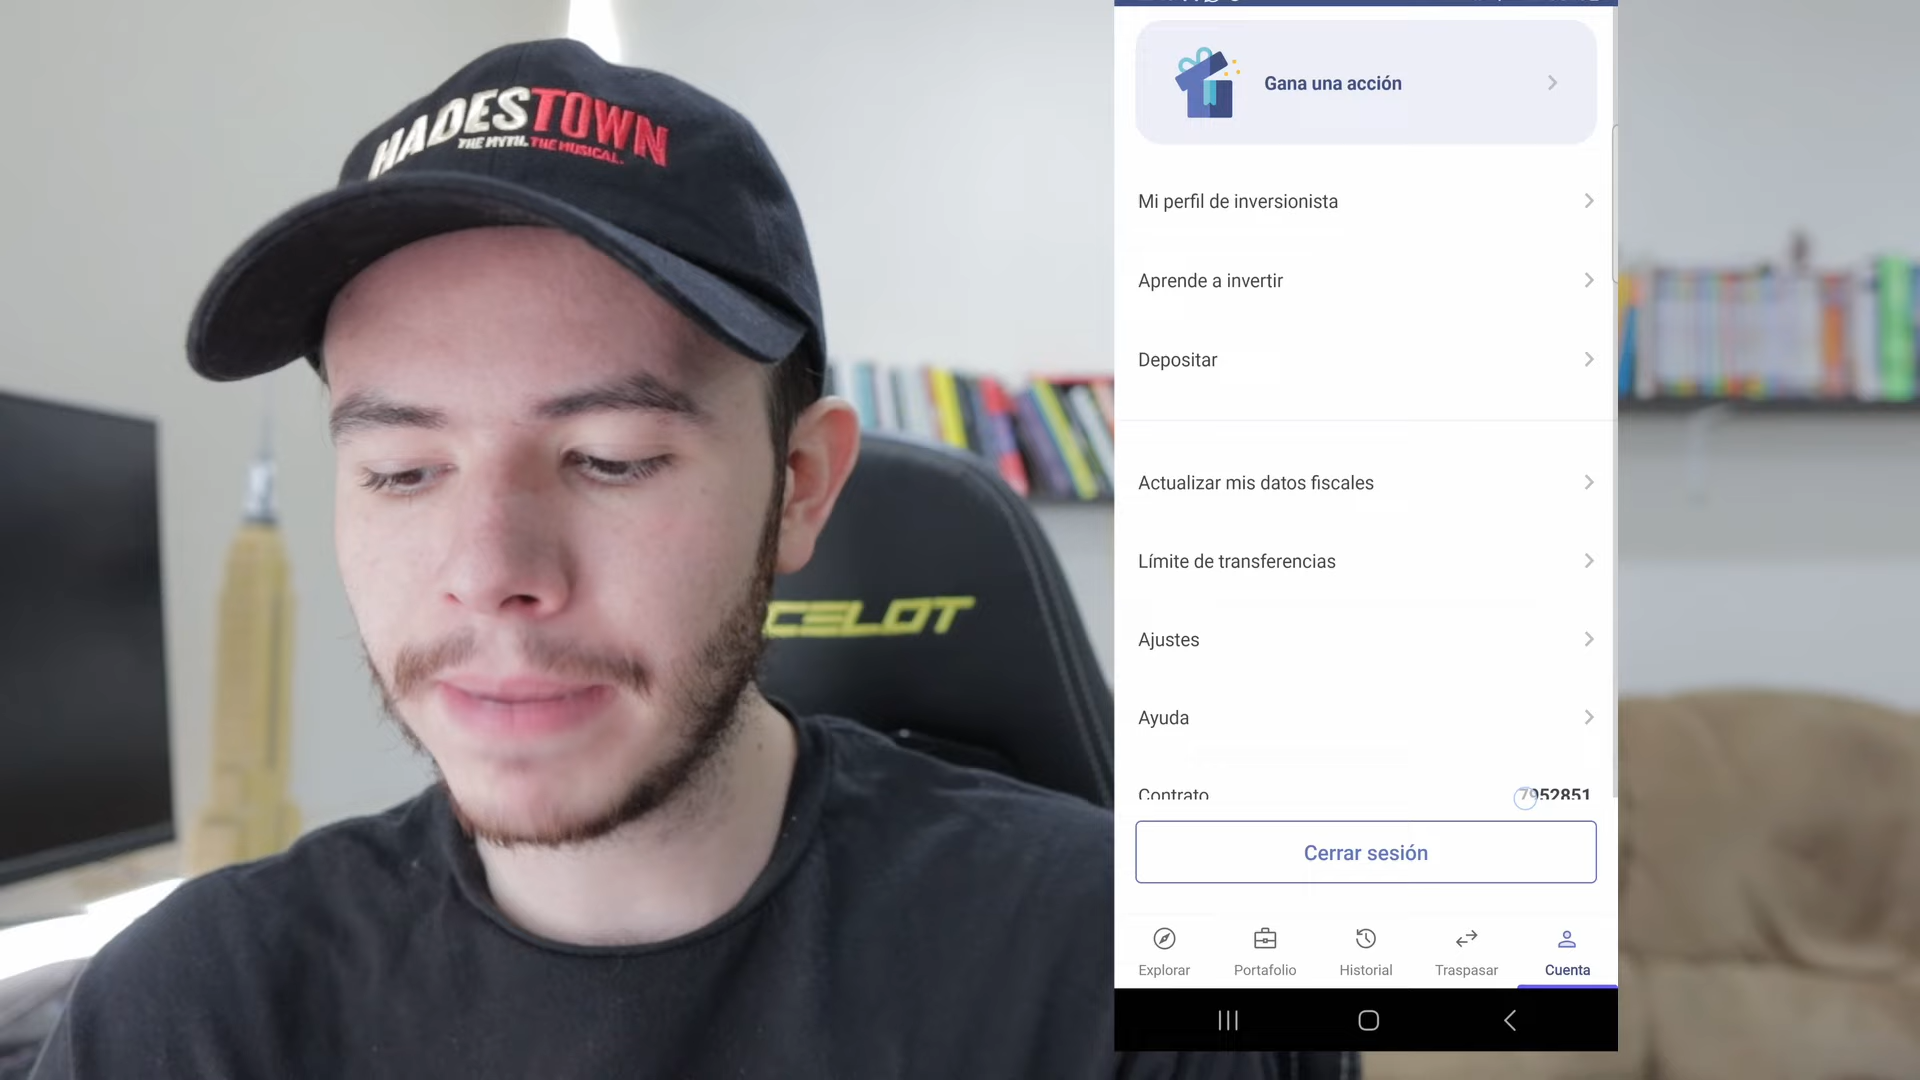 HADESTOWN
THE MYTH. THE MUSICAL.
CELOT
Gana una acción
Mi perfil de inversionista
Aprende a invertir
Depositar
Actualizar mis datos fiscales
Límite de transferencias
Ajustes
Ayuda
Contrato 7952851
Cerrar sesión
Explorar Portafolio Historial Traspasar Cuenta